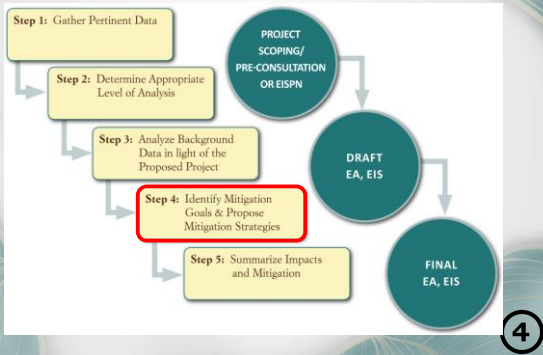 Step 1: Gather Pertinent Data
Step 2: Determine Appropriate
Level of Analysis
Step 3: Analyze Background
Data in light of the
Proposed Project
Step 4: Identify Mitigation
Goals & Propose
Mitigation Strategies
Step 5: Summarize Impacts
and Mitigation
PROJECT
SCOPING/
PRE-CONSULTATION
OR EISPN
DRAFT
EA, EIS
FINAL
EA, EIS
4